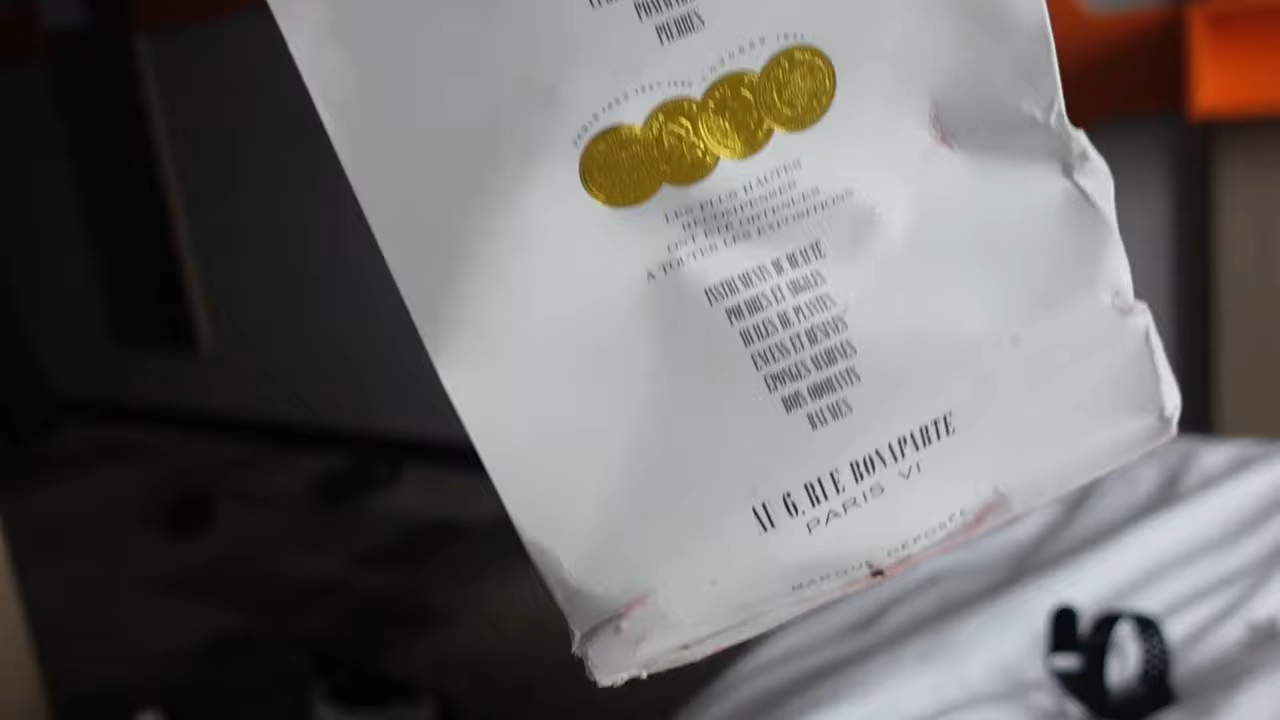 PIERRES
LES PLUS HAUTES
RÉCOMPENSES
ONT ÉTÉ OBTENUES
A TOUTES LES EXPOSITIONS
INSTRUMENTS DE BEAUTÉ
POUDRES ET ARGILES
HUILES DE PLANTES
ENCENS ET RÉSINES
ÉPONGES MARINES
BOIS ODORANTS
BAUMES
AU 6, RUE BONAPARTE
PARIS VI
MARQUE DÉPOSÉE